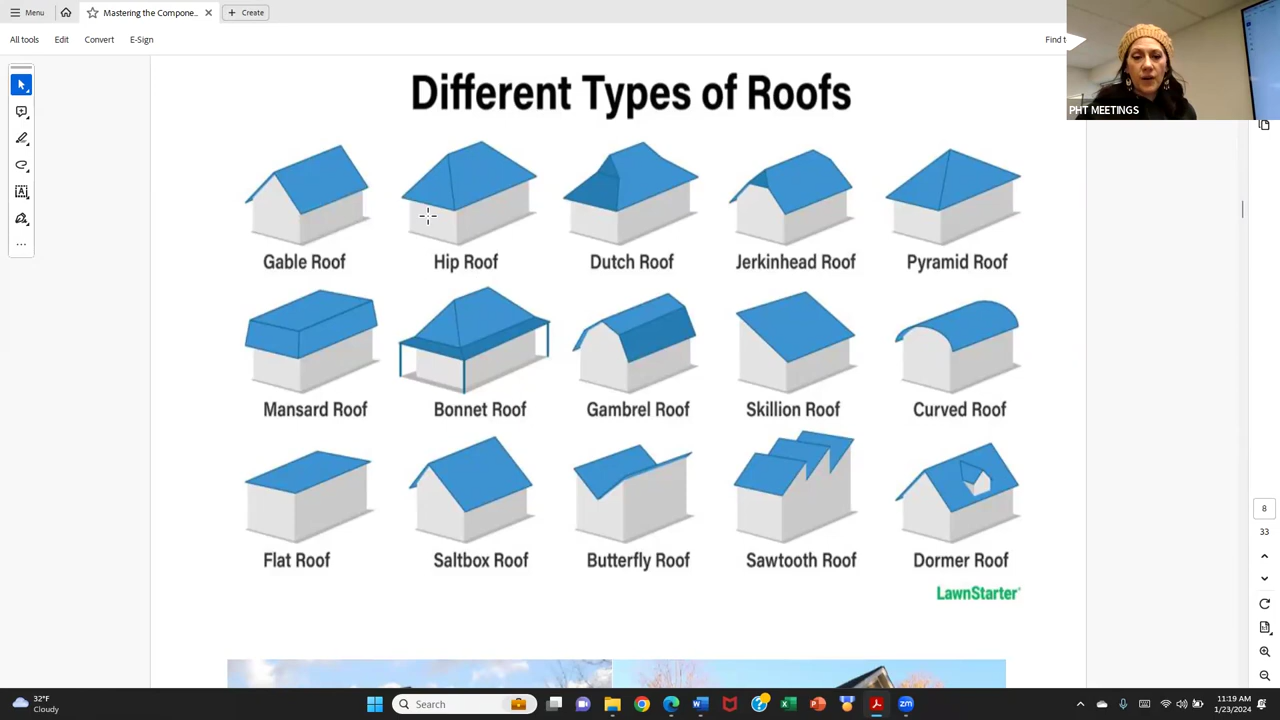 Menu
Mastering the Compone...
Create
All tools
Edit
Convert
E-Sign
Find t
PHT MEETINGS
Different Types of Roofs
Gable Roof
Hip Roof
Dutch Roof
Jerkinhead Roof
Pyramid Roof
Mansard Roof
Bonnet Roof
Gambrel Roof
Skillion Roof
Curved Roof
Flat Roof
Saltbox Roof
Butterfly Roof
Sawtooth Roof
Dormer Roof
LawnStarter
8
33
32°F
Cloudy
Search
11:19 AM
1/23/2024